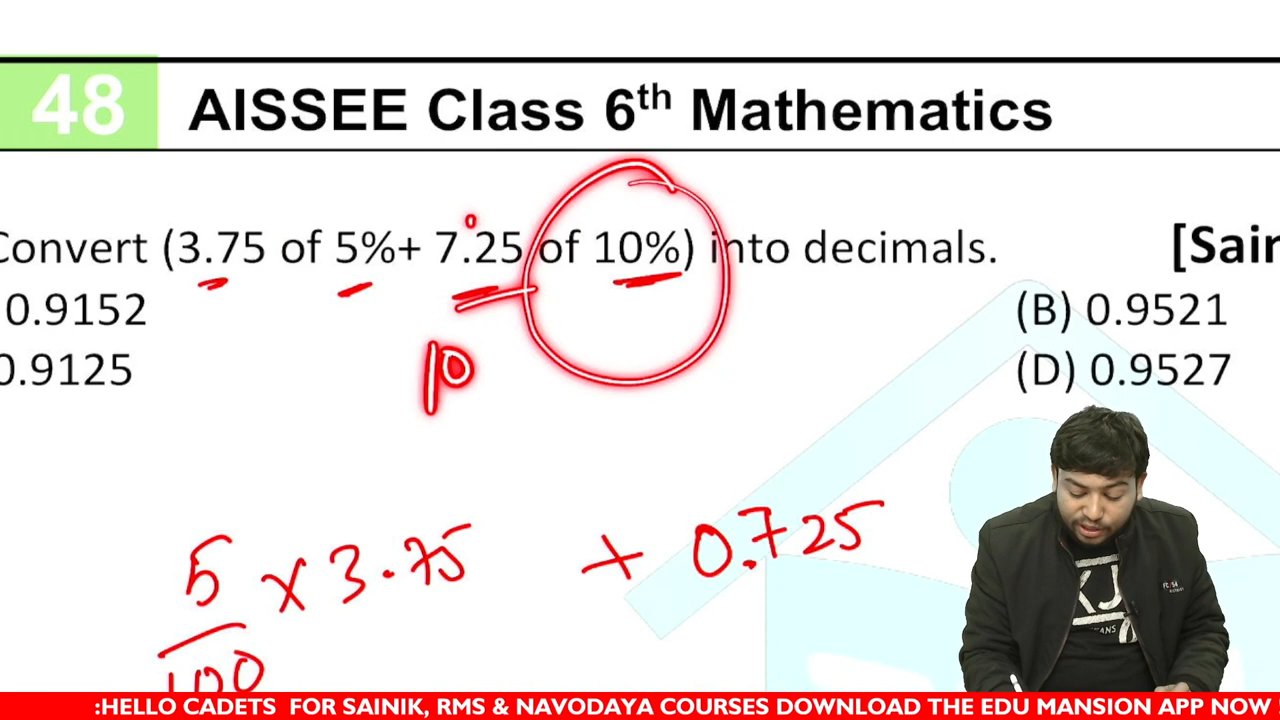 48 AISSEE Class 6th Mathematics
Convert (3.75 of 5%+ 7.25 of 10%) into decimals. [Sain
0.9152 (B) 0.9521
0.9125 (D) 0.9527
10
5/100 x 3.75 + 0.725
KJ
:HELLO CADETS FOR SAINIK, RMS & NAVODAYA COURSES DOWNLOAD THE EDU MANSION APP NOW